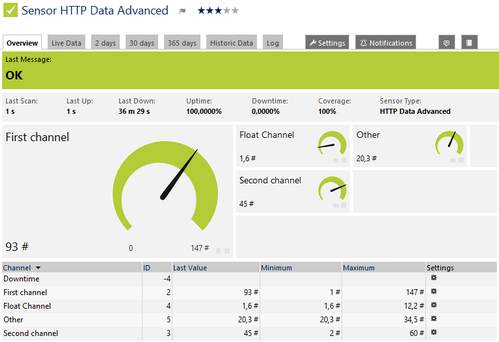 Sensor HTTP Data Advanced
Overview Live Data 2 days 30 days 365 days Historic Data Log Settings Notifications
Last Message:
OK
Last Scan: Last Up: Last Down: Uptime: Downtime: Coverage: Sensor Type:
1 s 1 s 36 m 29 s 100,0000% 0,0000% 100% HTTP Data Advanced
First channel
93 #
0 147 #
Float Channel
1,6 #
Other
20,3 #
Second channel
45 #
Channel ID Last Value Minimum Maximum Settings
Downtime -4
First channel 2 93 # 1 # 147 #
Float Channel 4 1,6 # 1,6 # 12,2 #
Other 5 20,3 # 20,3 # 34,5 #
Second channel 3 45 # 2 # 60 #